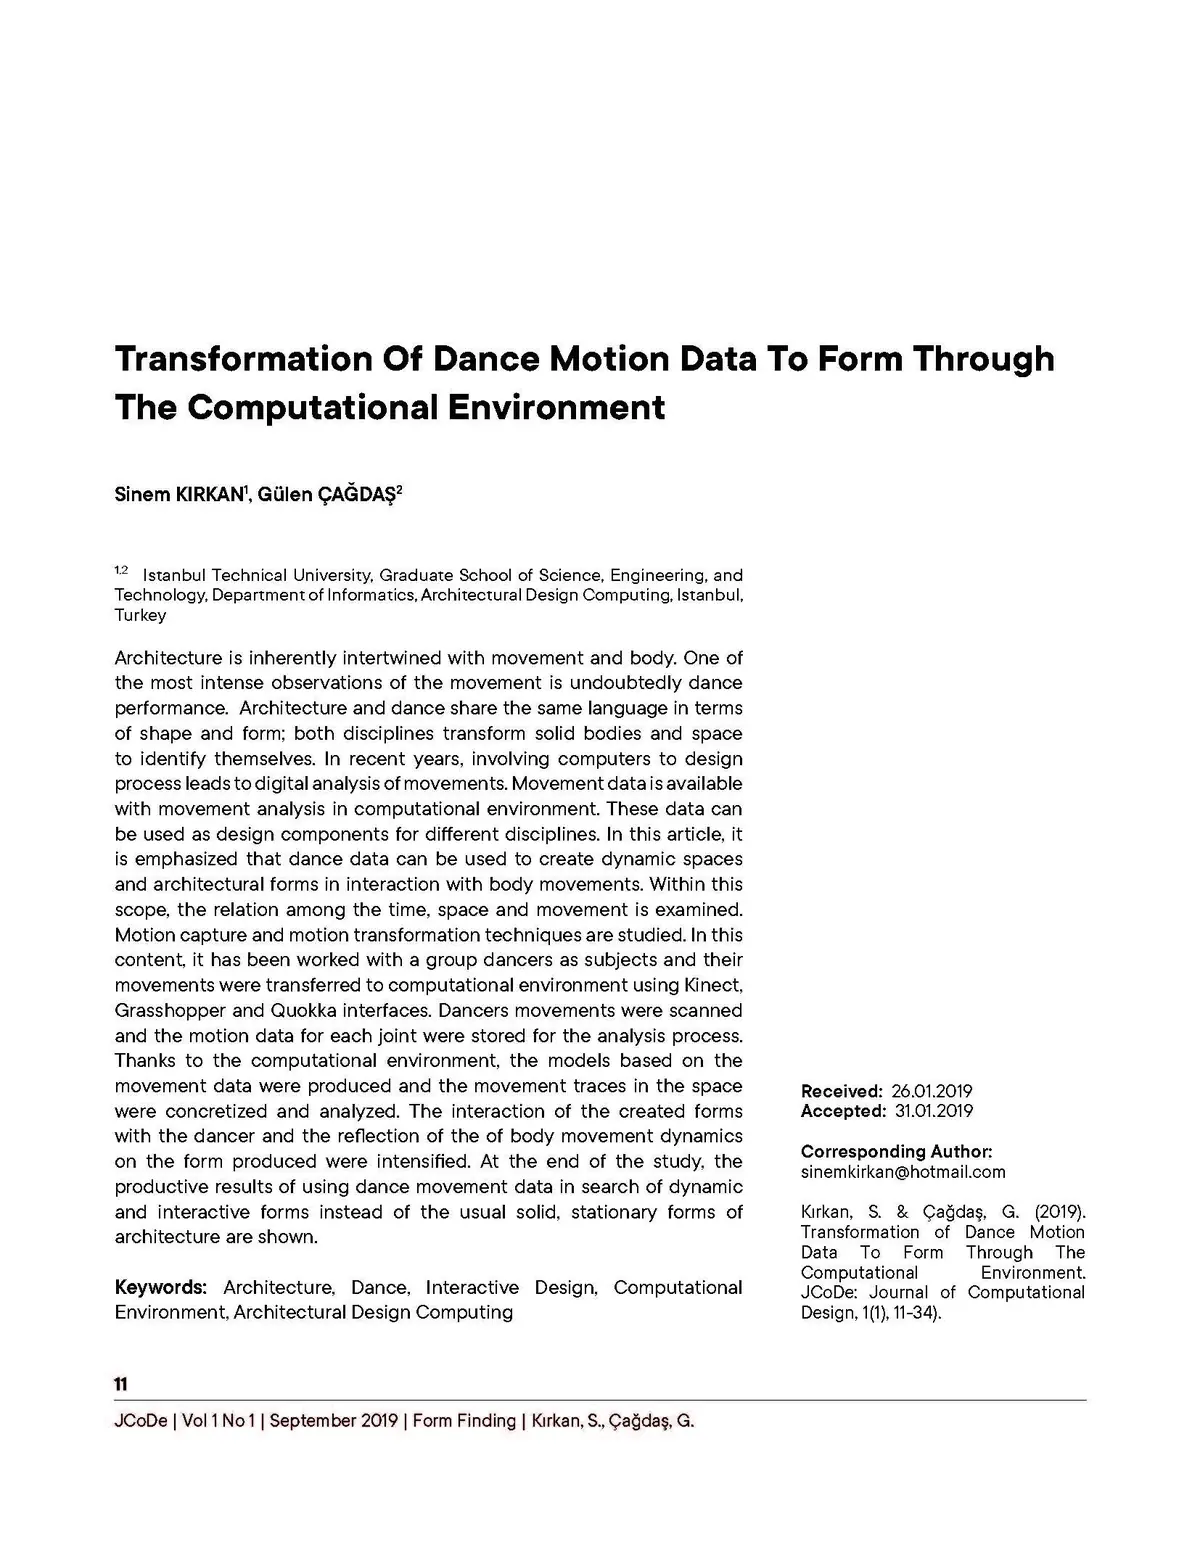 Transformation Of Dance Motion Data To Form Through
The Computational Environment
Sinem KIRKAN¹, Gülen ÇAĞDAŞ²
1,2 Istanbul Technical University, Graduate School of Science, Engineering, and
Technology, Department of Informatics, Architectural Design Computing, Istanbul,
Turkey
Architecture is inherently intertwined with movement and body. One of
the most intense observations of the movement is undoubtedly dance
performance. Architecture and dance share the same language in terms
of shape and form; both disciplines transform solid bodies and space
to identify themselves. In recent years, involving computers to design
process leads to digital analysis of movements. Movement data is available
with movement analysis in computational environment. These data can
be used as design components for different disciplines. In this article, it
is emphasized that dance data can be used to create dynamic spaces
and architectural forms in interaction with body movements. Within this
scope, the relation among the time, space and movement is examined.
Motion capture and motion transformation techniques are studied. In this
content, it has been worked with a group dancers as subjects and their
movements were transferred to computational environment using Kinect,
Grasshopper and Quokka interfaces. Dancers movements were scanned
and the motion data for each joint were stored for the analysis process.
Thanks to the computational environment, the models based on the
movement data were produced and the movement traces in the space
were concretized and analyzed. The interaction of the created forms
with the dancer and the reflection of the of body movement dynamics
on the form produced were intensified. At the end of the study, the
productive results of using dance movement data in search of dynamic
and interactive forms instead of the usual solid, stationary forms of
architecture are shown.
Keywords: Architecture, Dance, Interactive Design, Computational
Environment, Architectural Design Computing
Received: 26.01.2019
Accepted: 31.01.2019
Corresponding Author:
sinemkirkan@hotmail.com
Kırkan, S. & Çağdaş, G. (2019).
Transformation of Dance Motion
Data To Form Through The
Computational Environment.
JCoDe: Journal of Computational
Design, 1(1), 11-34).
11
JCoDe | Vol 1 No 1 | September 2019 | Form Finding | Kırkan, S., Çağdaş, G.